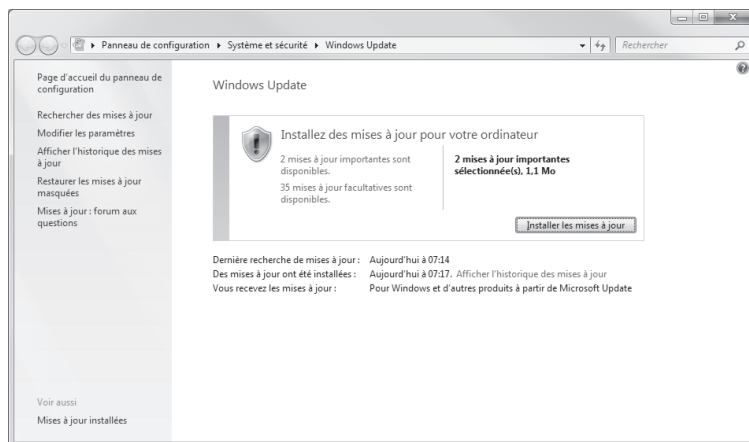 Panneau de configuration ▸ Système et sécurité ▸ Windows Update
Rechercher
Page d'accueil du panneau de
configuration
Rechercher des mises à jour
Modifier les paramètres
Afficher l'historique des mises
à jour
Restaurer les mises à jour
masquées
Mises à jour : forum aux
questions
Voir aussi
Mises à jour installées
Windows Update
Installez des mises à jour pour votre ordinateur
2 mises à jour importantes sont
disponibles.
35 mises à jour facultatives sont
disponibles.
2 mises à jour importantes
sélectionnée(s), 1,1 Mo
Installer les mises à jour
Dernière recherche de mises à jour : Aujourd'hui à 07:14
Des mises à jour ont été installées : Aujourd'hui à 07:17. Afficher l'historique des mises à jour
Vous recevez les mises à jour : Pour Windows et d'autres produits à partir de Microsoft Update